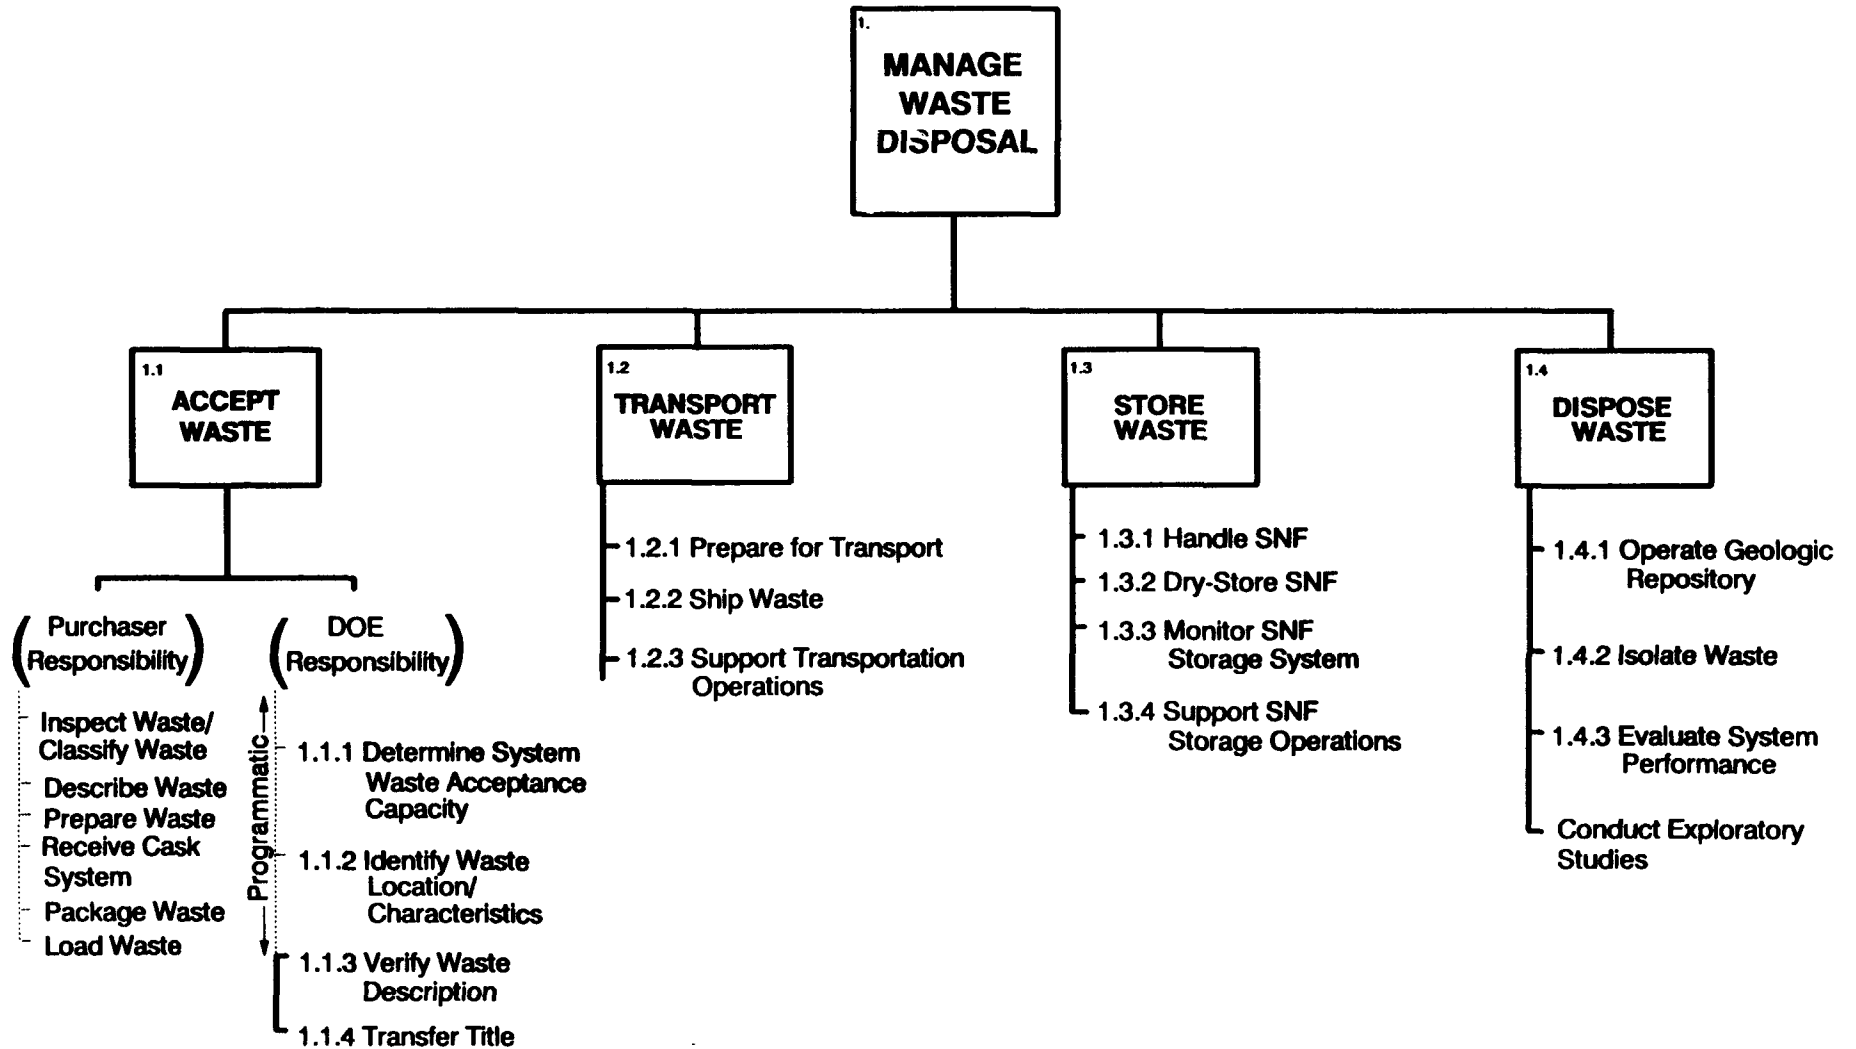 1.
MANAGE
WASTE
DISPOSAL
1.1
ACCEPT
WASTE
1.2
TRANSPORT
WASTE
1.3
STORE
WASTE
1.4
DISPOSE
WASTE
Purchaser
Responsibility
Inspect Waste/
Classify Waste
Describe Waste
Prepare Waste
Receive Cask
System
Package Waste
Load Waste
DOE
Responsibility
Programmatic
1.1.1 Determine System
Waste Acceptance
Capacity
1.1.2 Identify Waste
Location/
Characteristics
1.1.3 Verify Waste
Description
1.1.4 Transfer Title
1.2.1 Prepare for Transport
1.2.2 Ship Waste
1.2.3 Support Transportation
Operations
1.3.1 Handle SNF
1.3.2 Dry-Store SNF
1.3.3 Monitor SNF
Storage System
1.3.4 Support SNF
Storage Operations
1.4.1 Operate Geologic
Repository
1.4.2 Isolate Waste
1.4.3 Evaluate System
Performance
Conduct Exploratory
Studies